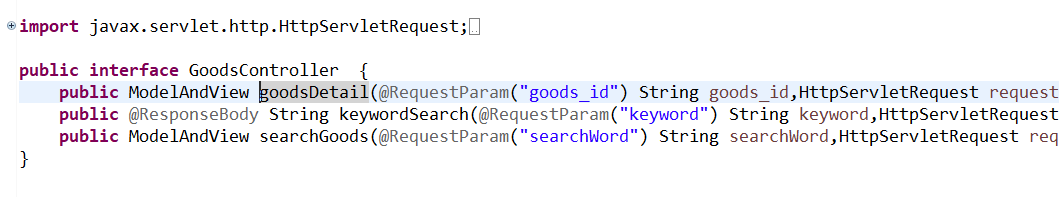 import javax.servlet.http.HttpServletRequest;
public interface GoodsController  {
public ModelAndView goodsDetail(@RequestParam("goods_id") String goods_id,HttpServletRequest request
public @ResponseBody String keywordSearch(@RequestParam("keyword") String keyword,HttpServletRequest
public ModelAndView searchGoods(@RequestParam("searchWord") String searchWord,HttpServletRequest req
}